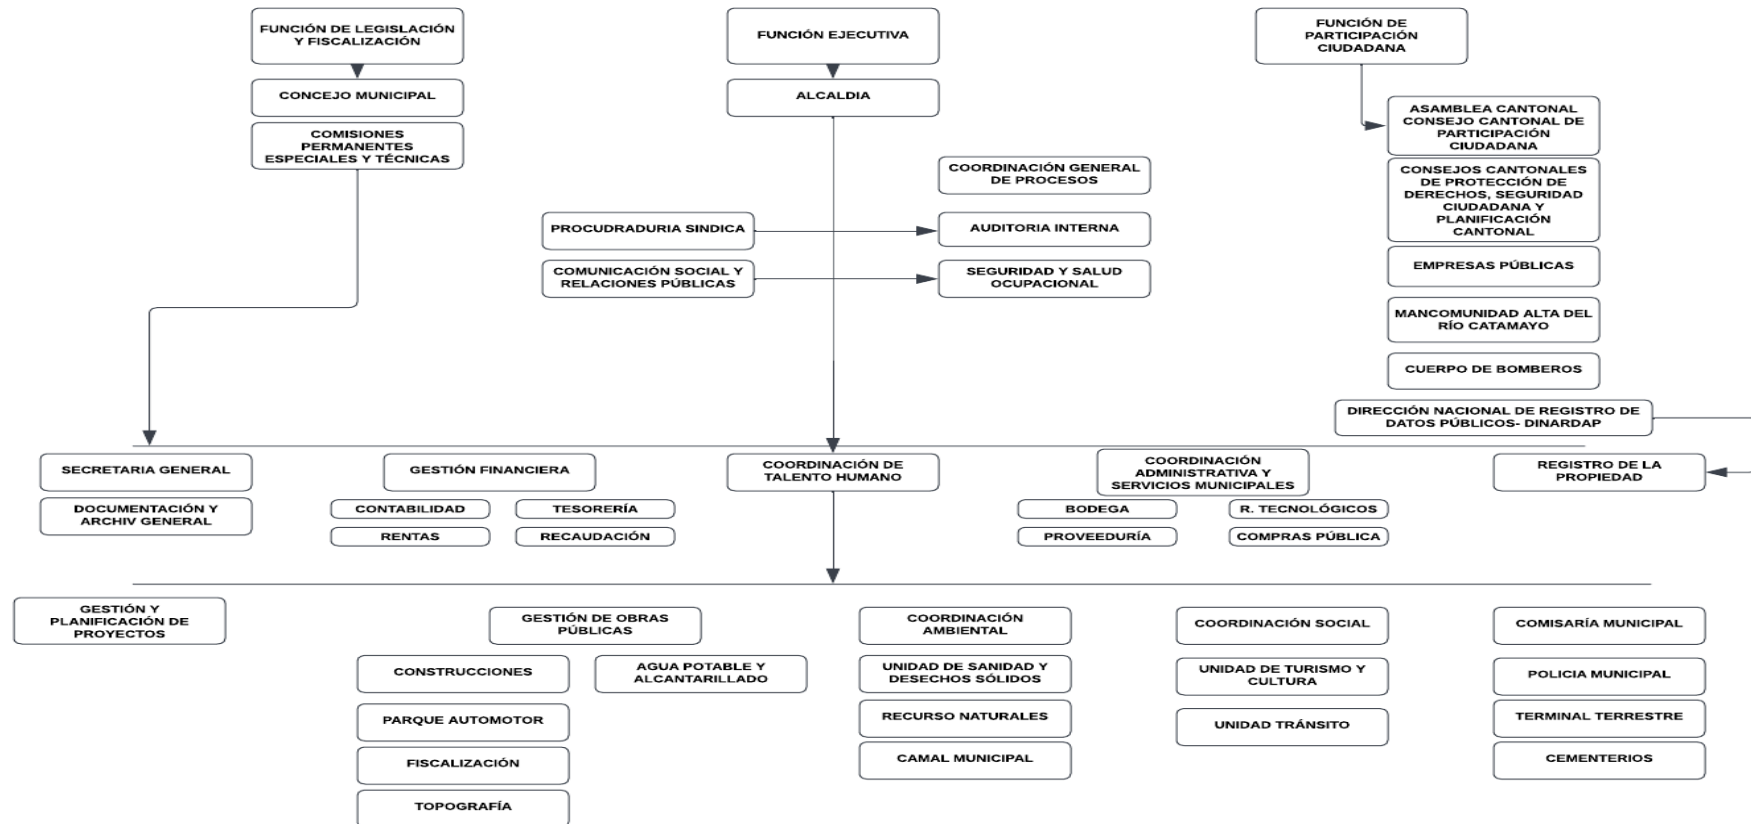 FUNCIÓN DE LEGISLACIÓN
Y FISCALIZACIÓN
FUNCIÓN EJECUTIVA
FUNCIÓN DE
PARTICIPACIÓN
CIUDADANA
CONCEJO MUNICIPAL
ALCALDIA
COMISIONES
PERMANENTES
ESPECIALES Y TÉCNICAS
ASAMBLEA CANTONAL
CONSEJO CANTONAL DE
PARTICIPACIÓN
CIUDADANA
COORDINACIÓN GENERAL
DE PROCESOS
CONSEJOS CANTONALES
DE PROTECCIÓN DE
DERECHOS, SEGURIDAD
CIUDADANA Y
PLANIFICACIÓN
CANTONAL
PROCUDRADURIA SINDICA
AUDITORIA INTERNA
COMUNICACIÓN SOCIAL Y
RELACIONES PÚBLICAS
SEGURIDAD Y SALUD
OCUPACIONAL
EMPRESAS PÚBLICAS
MANCOMUNIDAD ALTA DEL
RÍO CATAMAYO
CUERPO DE BOMBEROS
DIRECCIÓN NACIONAL DE REGISTRO DE
DATOS PÚBLICOS- DINARDAP
SECRETARIA GENERAL
GESTIÓN FINANCIERA
COORDINACIÓN DE
TALENTO HUMANO
COORDINACIÓN
ADMINISTRATIVA Y
SERVICIOS MUNICIPALES
REGISTRO DE LA
PROPIEDAD
DOCUMENTACIÓN Y
ARCHIV GENERAL
CONTABILIDAD
TESORERÍA
BODEGA
R. TECNOLÓGICOS
RENTAS
RECAUDACIÓN
PROVEEDURÍA
COMPRAS PÚBLICA
GESTIÓN Y
PLANIFICACIÓN DE
PROYECTOS
GESTIÓN DE OBRAS
PÚBLICAS
COORDINACIÓN
AMBIENTAL
COORDINACIÓN SOCIAL
COMISARÍA MUNICIPAL
CONSTRUCCIONES
AGUA POTABLE Y
ALCANTARILLADO
UNIDAD DE SANIDAD Y
DESECHOS SÓLIDOS
UNIDAD DE TURISMO Y
CULTURA
POLICIA MUNICIPAL
PARQUE AUTOMOTOR
RECURSO NATURALES
UNIDAD TRÁNSITO
TERMINAL TERRESTRE
FISCALIZACIÓN
CAMAL MUNICIPAL
CEMENTERIOS
TOPOGRAFÍA